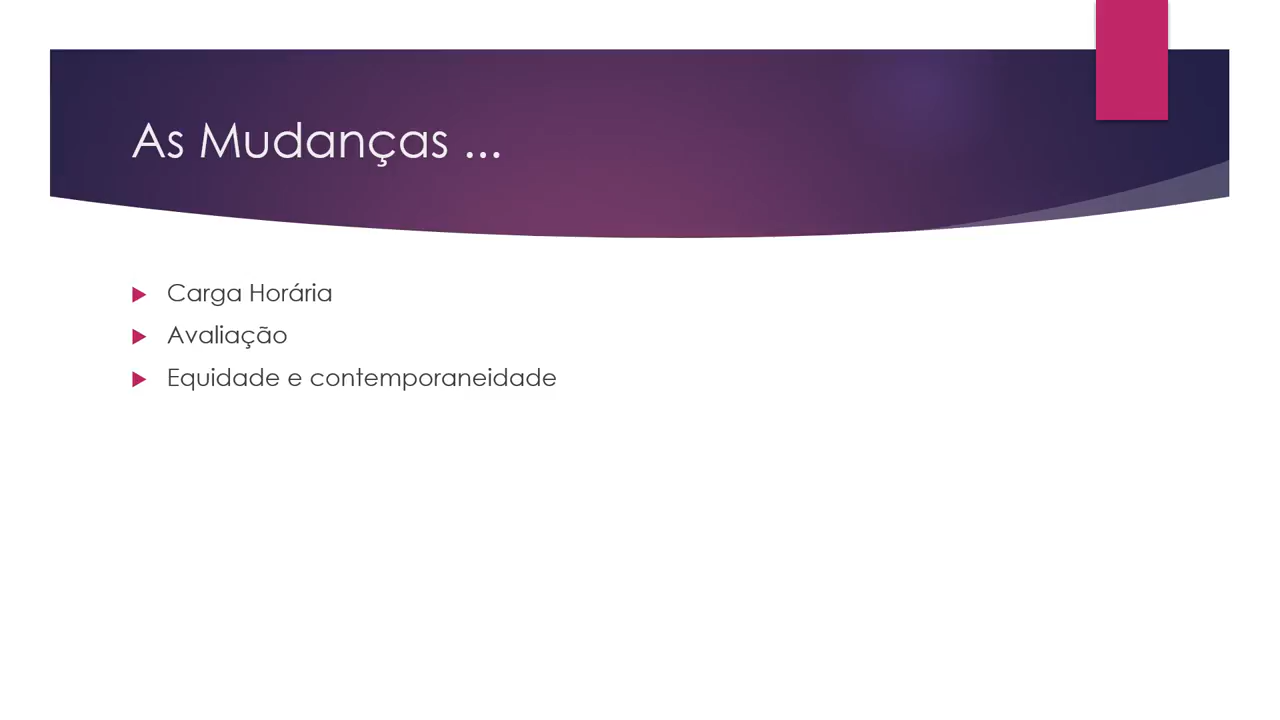 As Mudanças ...
Carga Horária
Avaliação
Equidade e contemporaneidade